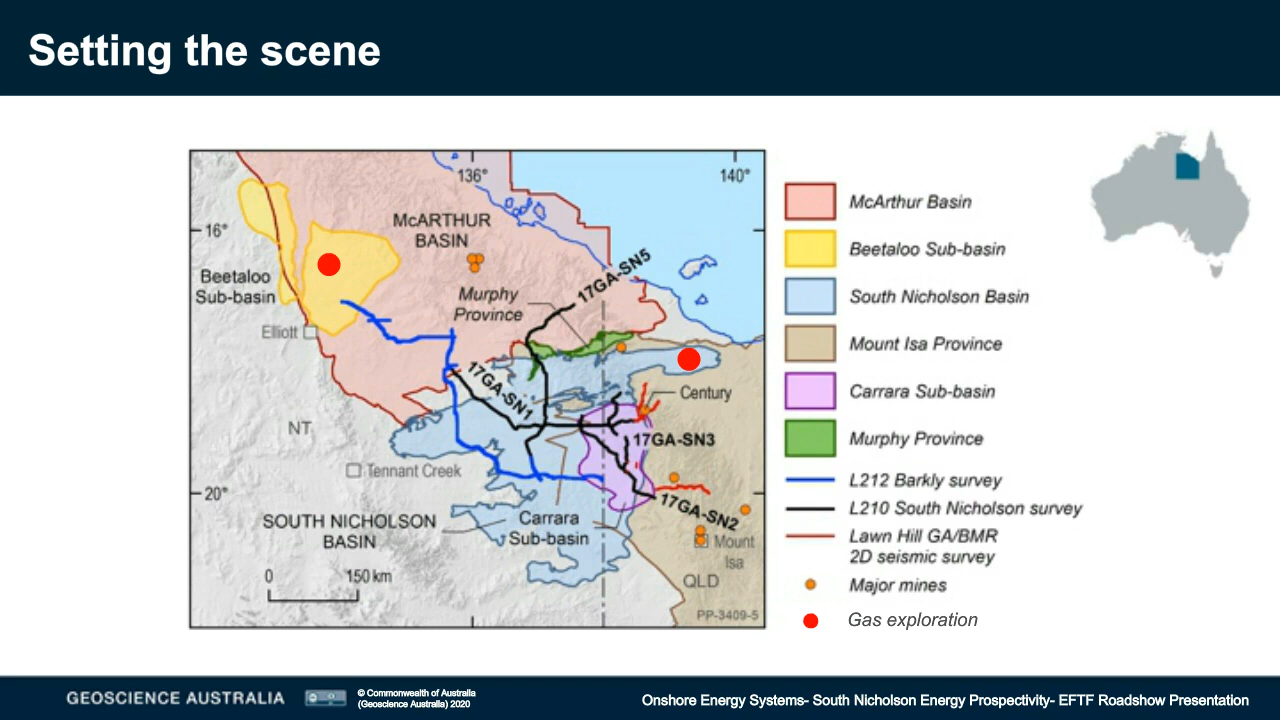 Setting the scene
136°
140°
16°
20°
McARTHUR
BASIN
Beetaloo
Sub-basin
Murphy
Province
17GA-SN5
Elliott
17GA-SN1
Century
NT
17GA-SN3
Tennant Creek
17GA-SN2
SOUTH NICHOLSON
BASIN
Carrara
Sub-basin
Mount
Isa
QLD
0 150 km
PP-3409-5
McArthur Basin
Beetaloo Sub-basin
South Nicholson Basin
Mount Isa Province
Carrara Sub-basin
Murphy Province
L212 Barkly survey
L210 South Nicholson survey
Lawn Hill GA/BMR
2D seismic survey
Major mines
Gas exploration
GEOSCIENCE AUSTRALIA
© Commonwealth of Australia
(Geoscience Australia) 2020
Onshore Energy Systems- South Nicholson Energy Prospectivity- EFTF Roadshow Presentation